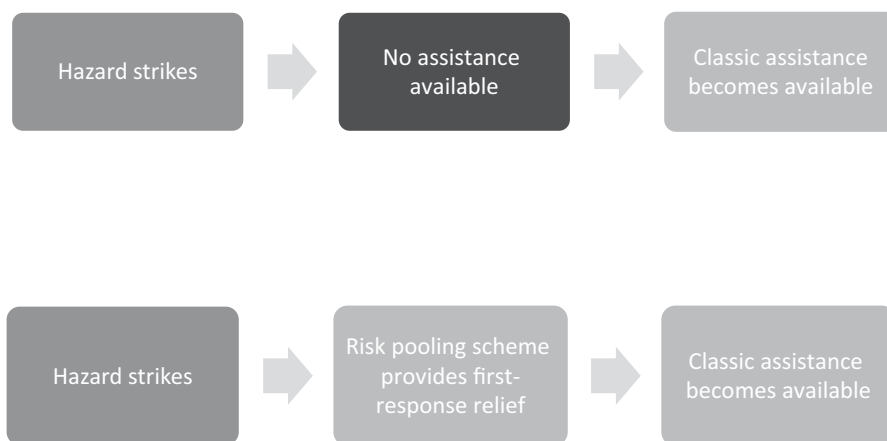 Hazard strikes
No assistance
available
Classic assistance
becomes available
Hazard strikes
Risk pooling scheme
provides first-
response relief
Classic assistance
becomes available